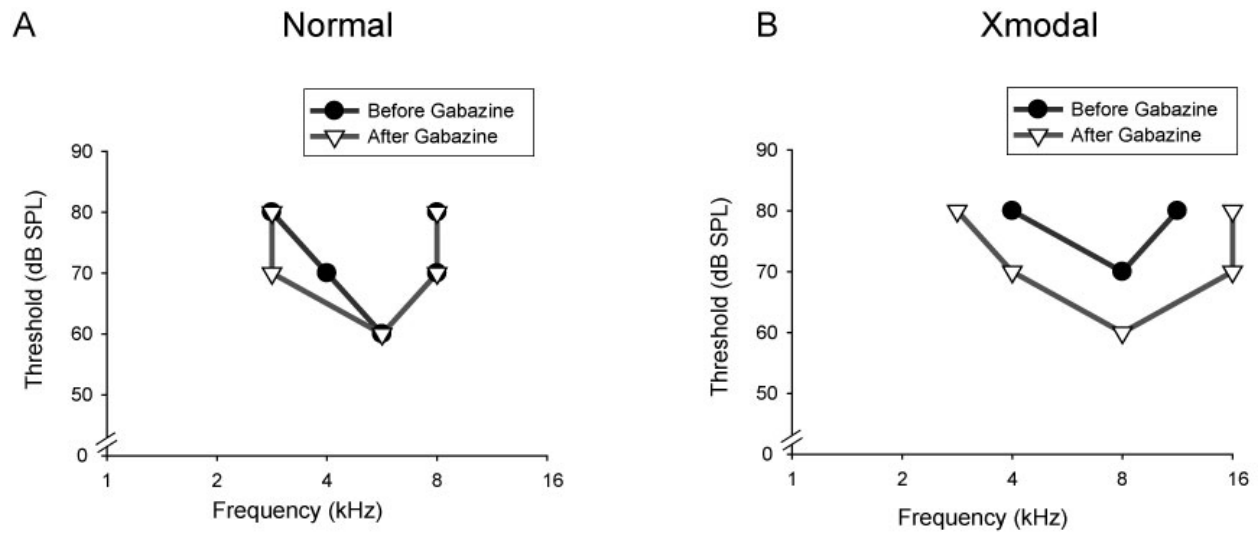 A
Normal
Before Gabazine
After Gabazine
Threshold (dB SPL)
90
80
70
60
50
0
1 2 4 8 16
Frequency (kHz)
B
Xmodal
Before Gabazine
After Gabazine
Threshold (dB SPL)
90
80
70
60
50
0
1 2 4 8 16
Frequency (kHz)